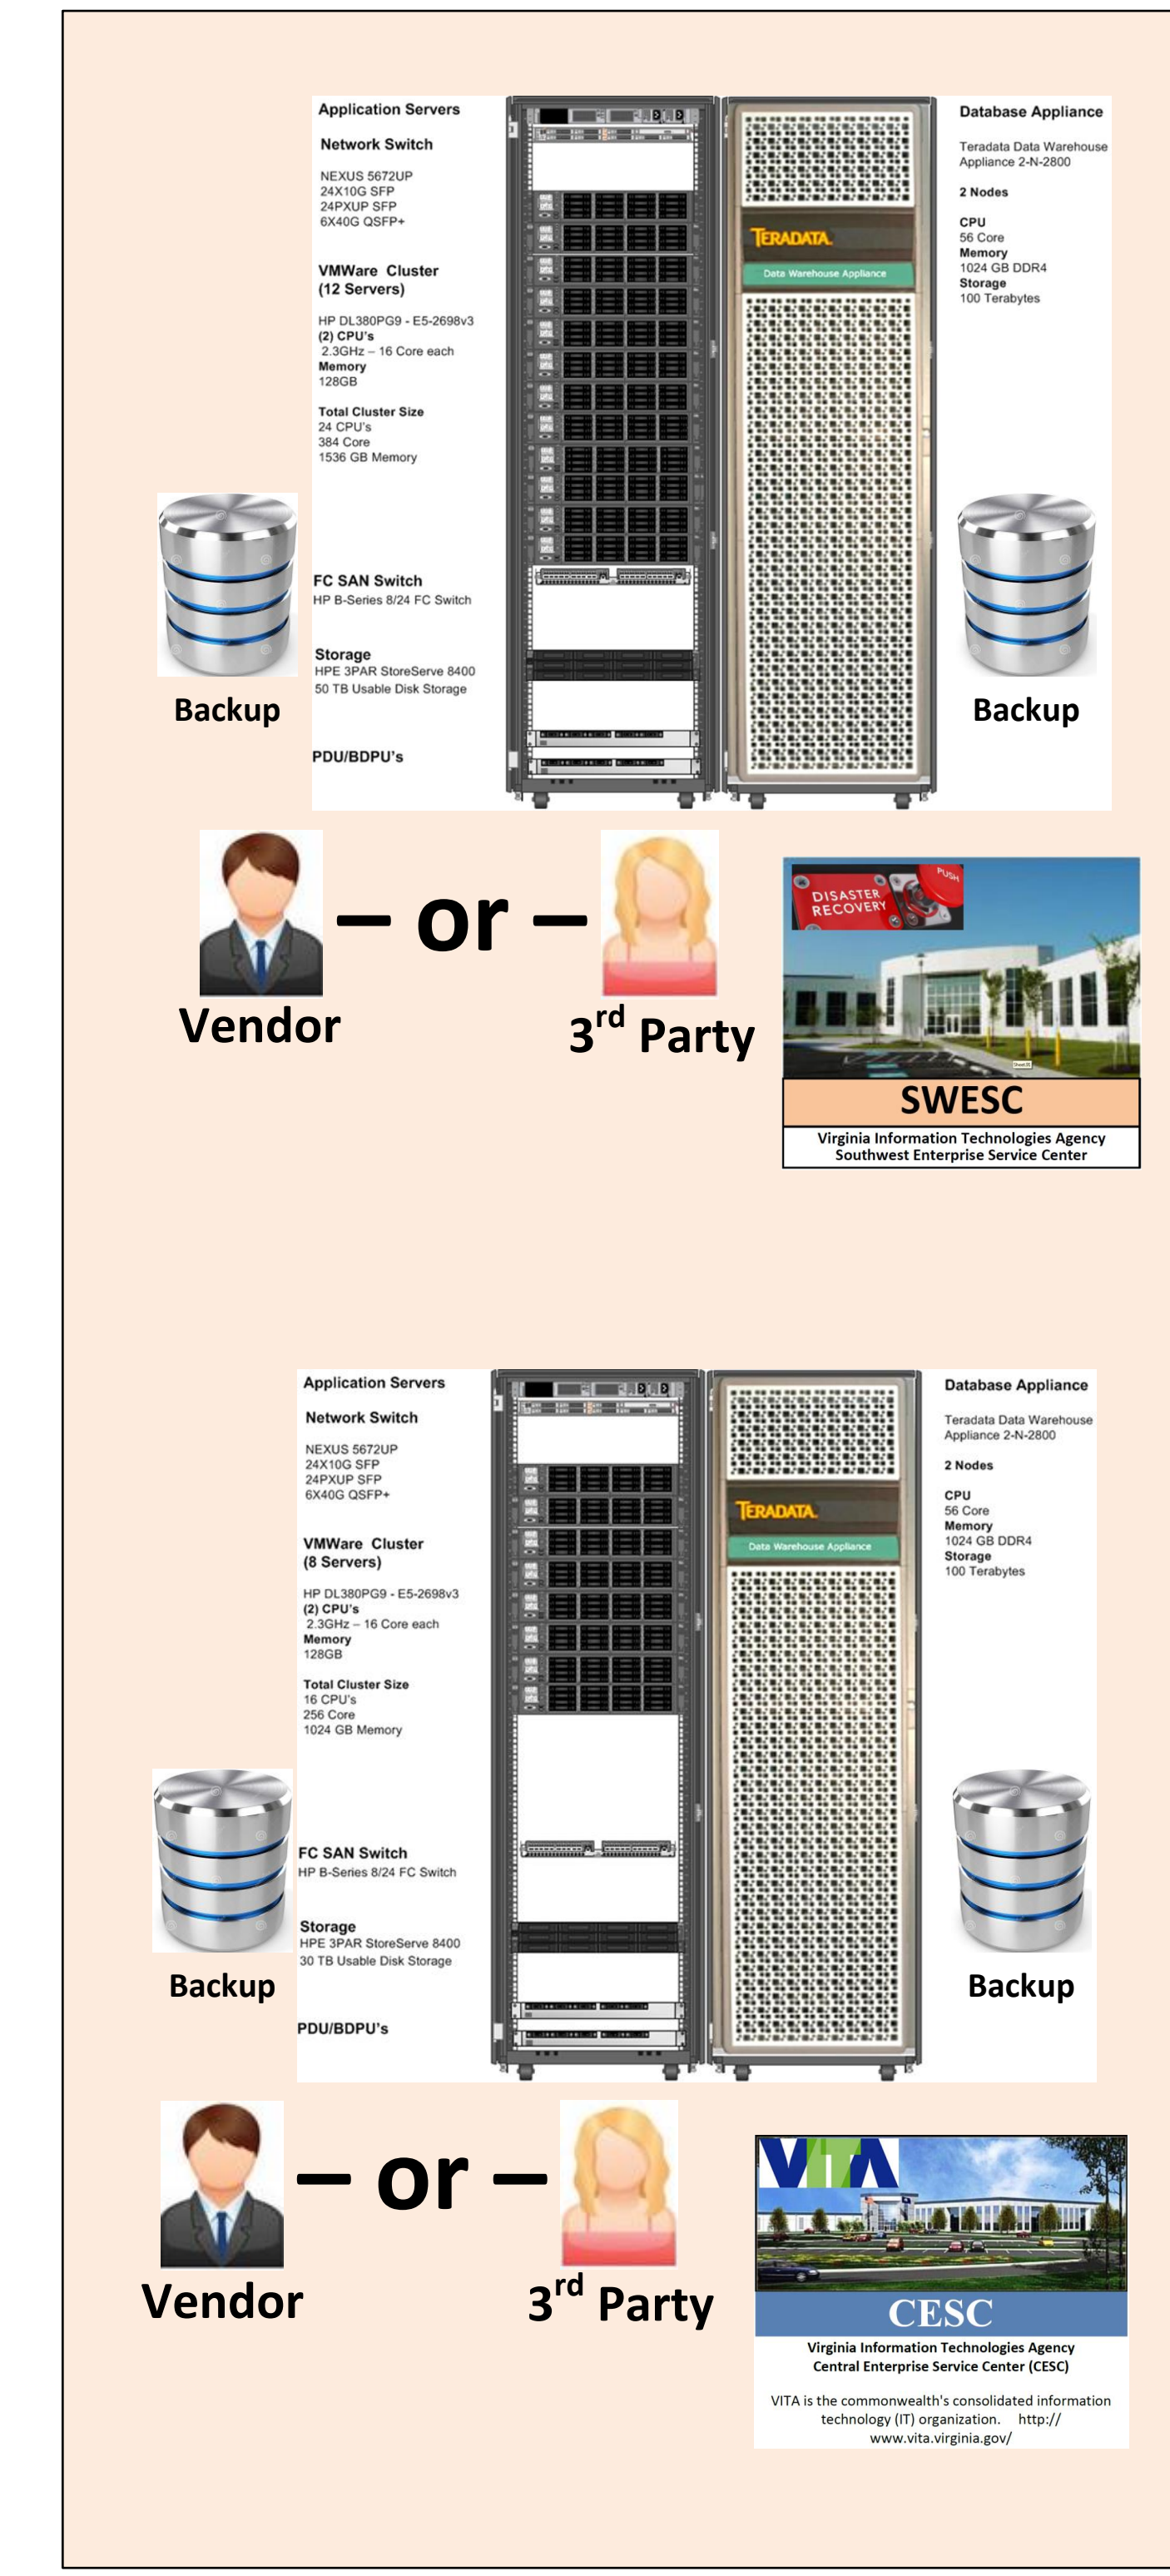 Application Servers
Network Switch
NEXUS 5672UP
24X10G SFP
24PXUP SFP
6X40G QSFP+
VMWare Cluster
(12 Servers)
HP DL380PG9 - E5-2698v3
(2) CPU's
2.3GHz – 16 Core each
Memory
128GB
Total Cluster Size
24 CPU's
384 Core
1536 GB Memory
FC SAN Switch
HP B-Series 8/24 FC Switch
Storage
HPE 3PAR StoreServe 8400
50 TB Usable Disk Storage
PDU/BDPU's
TERADATA
Data Warehouse Appliance
Database Appliance
Teradata Data Warehouse
Appliance 2-N-2800
2 Nodes
CPU
56 Core
Memory
1024 GB DDR4
Storage
100 Terabytes
Backup
Backup
– or –
Vendor
3rd Party
DISASTER
RECOVERY
PUSH
SWESC
Virginia Information Technologies Agency
Southwest Enterprise Service Center
Application Servers
Network Switch
NEXUS 5672UP
24X10G SFP
24PXUP SFP
6X40G QSFP+
VMWare Cluster
(8 Servers)
HP DL380PG9 - E5-2698v3
(2) CPU's
2.3GHz – 16 Core each
Memory
128GB
Total Cluster Size
16 CPU's
256 Core
1024 GB Memory
FC SAN Switch
HP B-Series 8/24 FC Switch
Storage
HPE 3PAR StoreServe 8400
30 TB Usable Disk Storage
PDU/BDPU's
TERADATA
Data Warehouse Appliance
Database Appliance
Teradata Data Warehouse
Appliance 2-N-2800
2 Nodes
CPU
56 Core
Memory
1024 GB DDR4
Storage
100 Terabytes
Backup
Backup
– or –
Vendor
3rd Party
VITA
CESC
Virginia Information Technologies Agency
Central Enterprise Service Center (CESC)
VITA is the commonwealth's consolidated information
technology (IT) organization. http://
www.vita.virginia.gov/